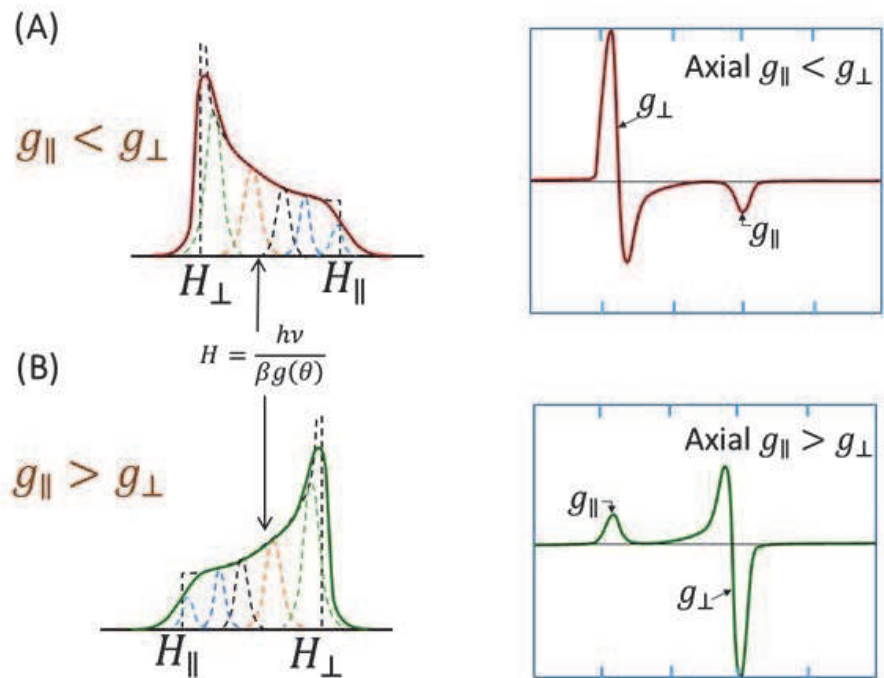 (A)
g∥ < g⊥
H⊥
H∥
Axial g∥ < g⊥
g⊥
g∥
H = hν / βg(θ)
(B)
g∥ > g⊥
H∥
H⊥
Axial g∥ > g⊥
g∥
g⊥